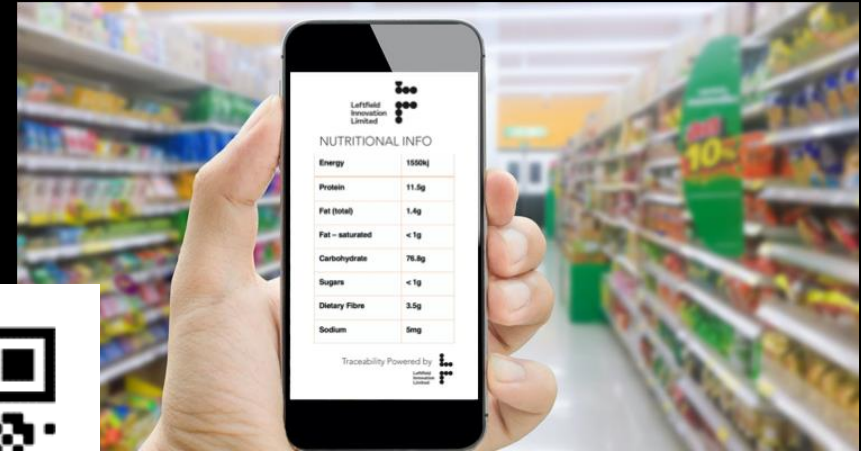 Leftfield
Innovation
Limited
NUTRITIONAL INFO
Energy 1550kj
Protein 11.5g
Fat (total) 1.4g
Fat – saturated < 1g
Carbohydrate 76.8g
Sugars < 1g
Dietary Fibre 3.5g
Sodium 5mg
Traceability Powered by
Leftfield
Innovation
Limited
10%